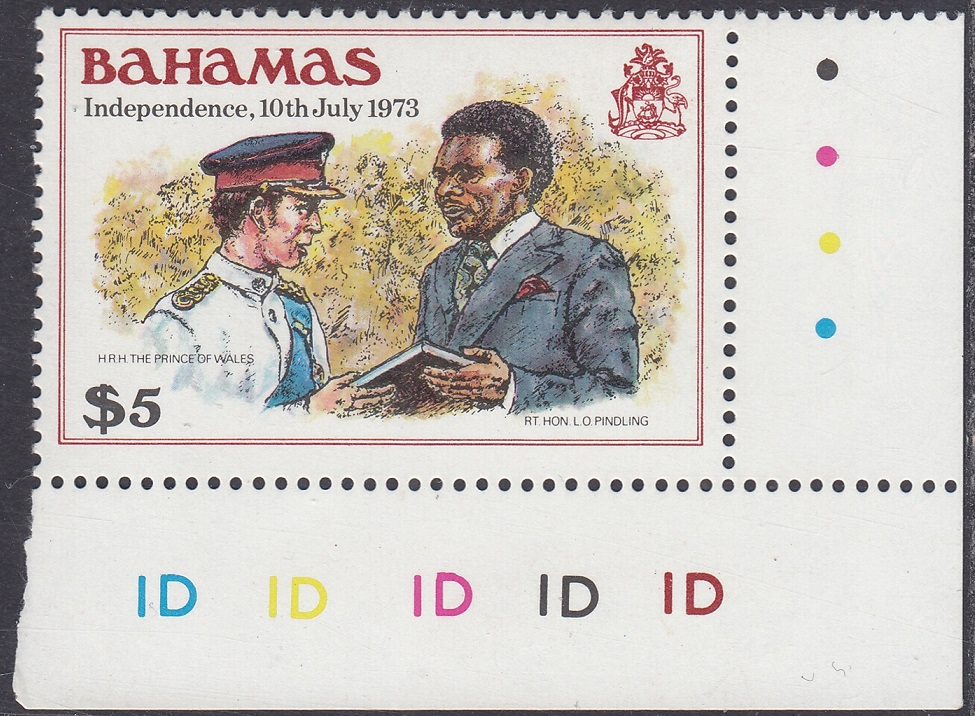 BAHAMAS
Independence, 10th July 1973
H R H. THE PRINCE OF WALES
$5
RT. HON. L.O. PINDLING
1D 1D 1D 1D 1D